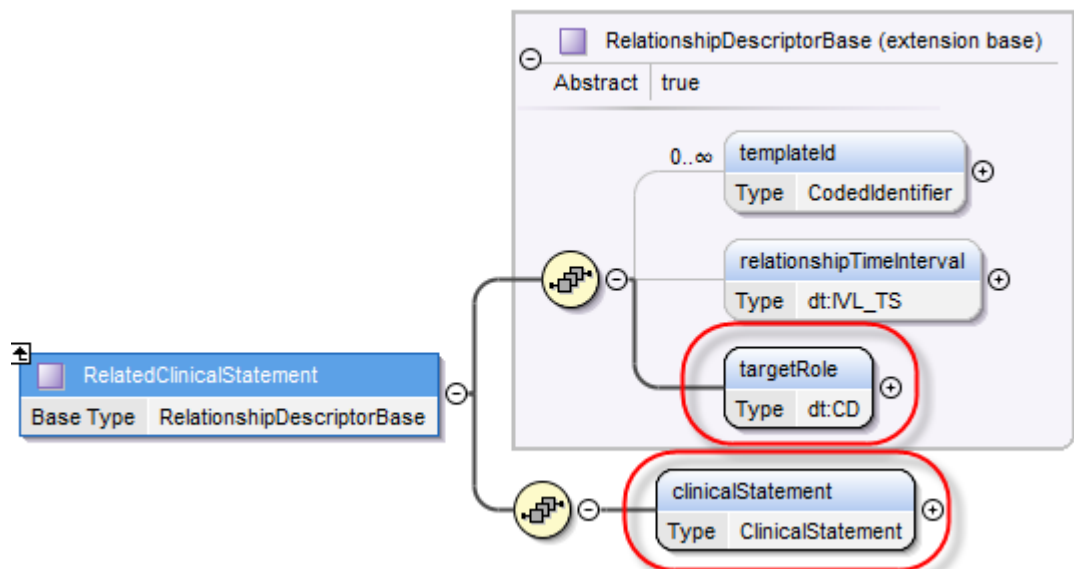 RelationshipDescriptorBase (extension base)
Abstract true
0..∞
templateId
Type CodedIdentifier
relationshipTimeInterval
Type dt:IVL_TS
targetRole
Type dt:CD
RelatedClinicalStatement
Base Type RelationshipDescriptorBase
clinicalStatement
Type ClinicalStatement